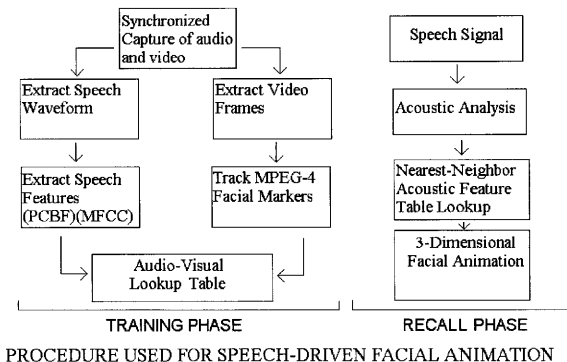 Synchronized
Capture of audio
and video
Extract Speech
Waveform
Extract Video
Frames
Extract Speech
Features
(PCBF)(MFCC)
Track MPEG-4
Facial Markers
Audio-Visual
Lookup Table
TRAINING PHASE
Speech Signal
Acoustic Analysis
Nearest-Neighbor
Acoustic Feature
Table Lookup
3-Dimensional
Facial Animation
RECALL PHASE
PROCEDURE USED FOR SPEECH-DRIVEN FACIAL ANIMATION